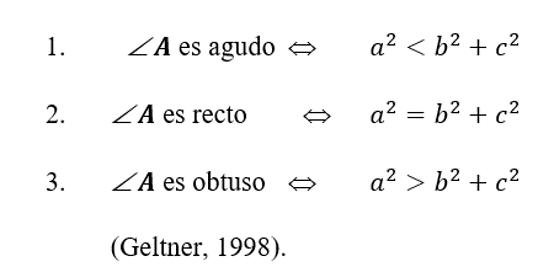 1. ∠A es agudo ⇔ a² < b² + c²
2. ∠A es recto ⇔ a² = b² + c²
3. ∠A es obtuso ⇔ a² > b² + c²
(Geltner, 1998).